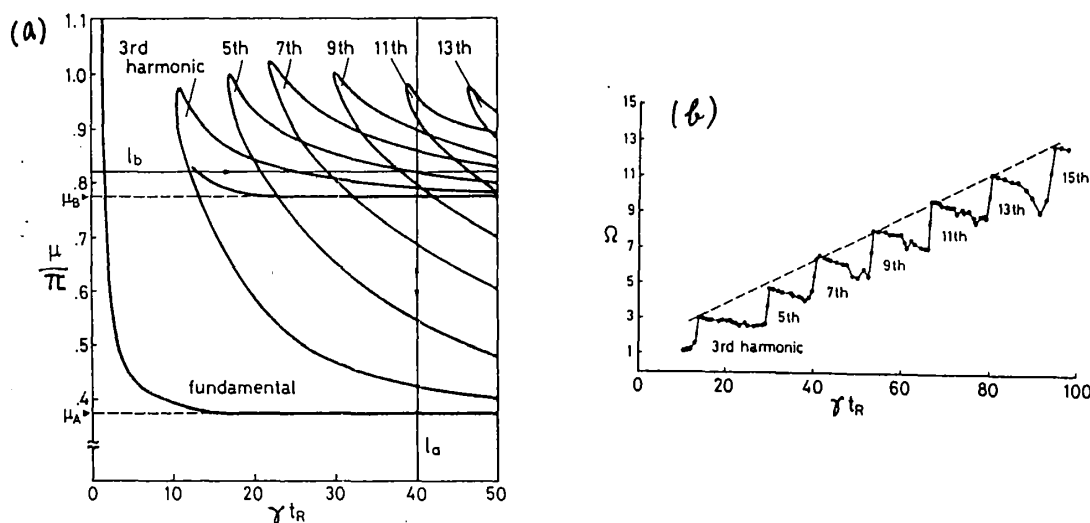 (a)
1.1
3rd harmonic
5th
7th
9th
11th
13th
1.0
.9
l_b
.8
μ_B
.7
μ/π
.6
.5
fundamental
.4
μ_A
l_a
0 10 20 30 40 50
γ t_R
(b)
15
13
11
9
7
5
3
1
Ω
3rd harmonic
5th
7th
9th
11th
13th
15th
0 20 40 60 80 100
γ t_R